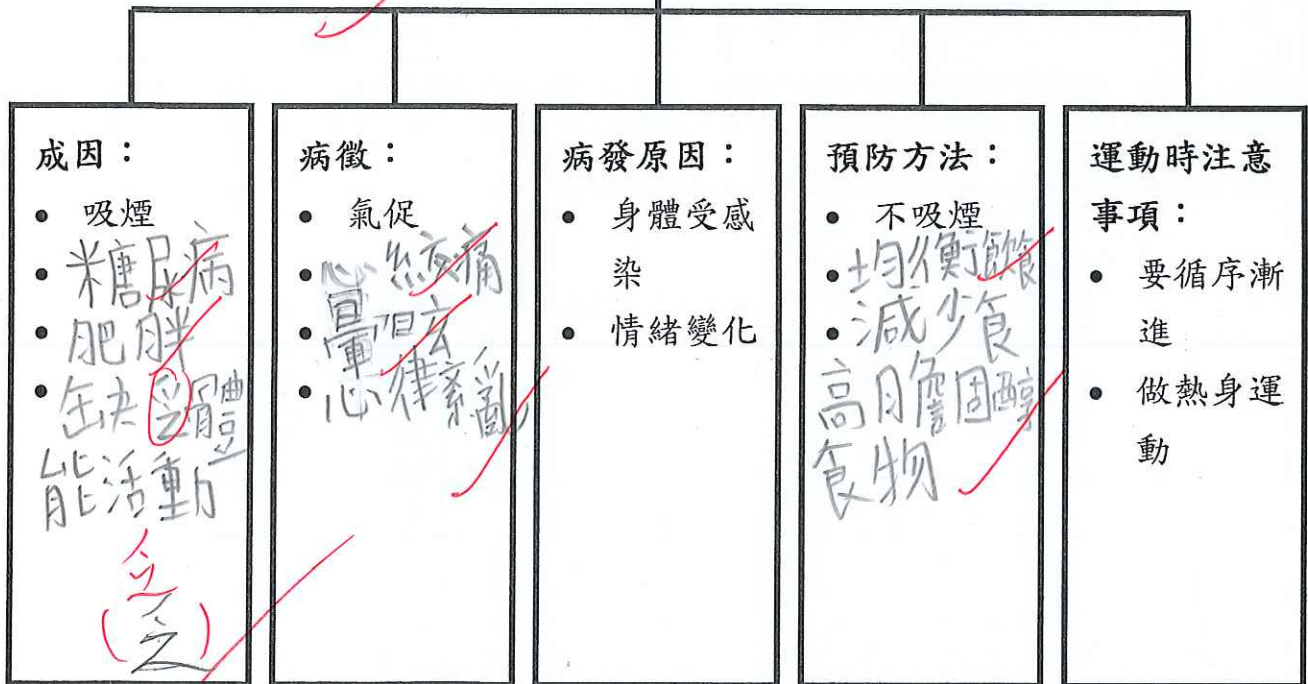 成因：
• 吸煙
• 糖尿病
• 肥胖
• 缺乏體
能活動
乏
(乏)
病徵：
• 氣促
• 心絞痛
• 暈眩
• 心律紊亂
病發原因：
• 身體受感
染
• 情緒變化
預防方法：
• 不吸煙
• 均衡飲食
• 減少食
高膽固醇
食物
運動時注意
事項：
• 要循序漸
進
• 做熱身運
動